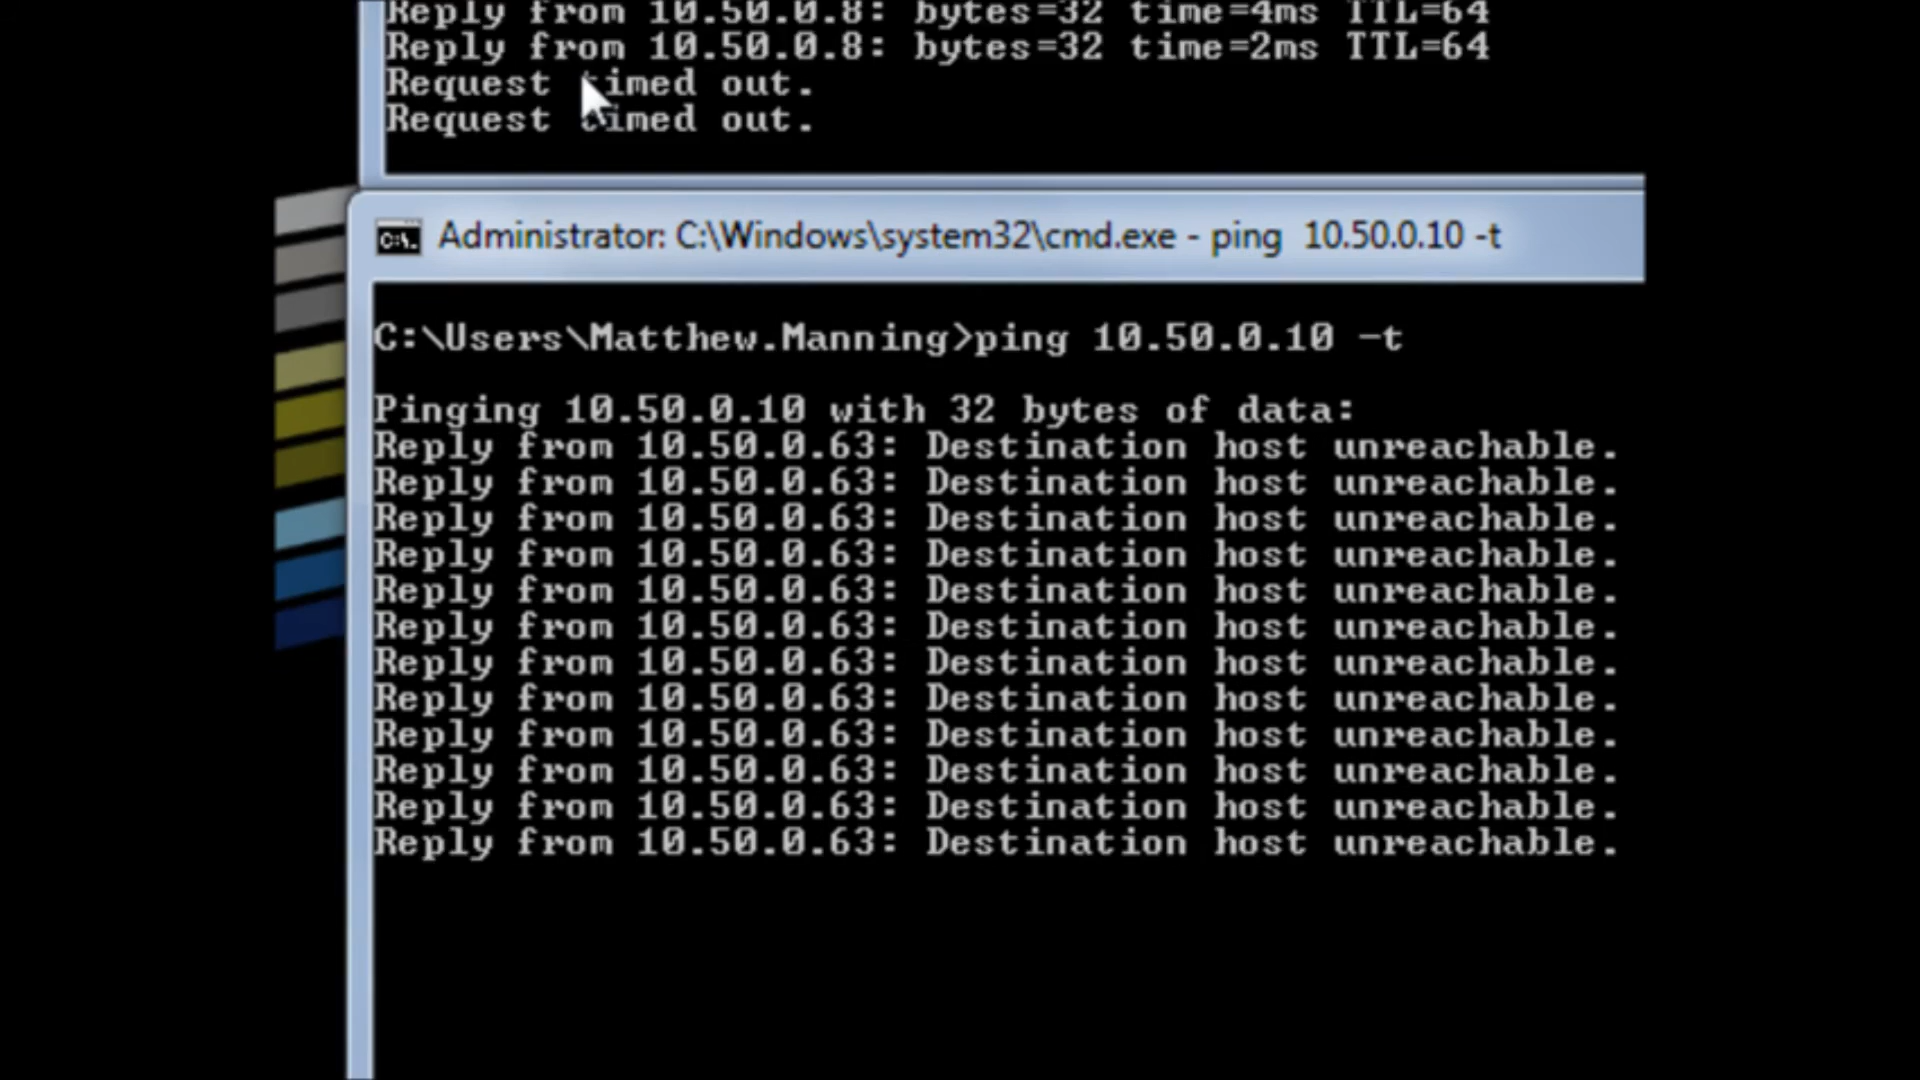 Reply from 10.50.0.8: bytes=32 time=4ms TTL=64
Reply from 10.50.0.8: bytes=32 time=2ms TTL=64
Request timed out.
Request timed out.
C:\. Administrator: C:\Windows\system32\cmd.exe - ping 10.50.0.10 -t
C:\Users\Matthew.Manning>ping 10.50.0.10 -t
Pinging 10.50.0.10 with 32 bytes of data:
Reply from 10.50.0.63: Destination host unreachable.
Reply from 10.50.0.63: Destination host unreachable.
Reply from 10.50.0.63: Destination host unreachable.
Reply from 10.50.0.63: Destination host unreachable.
Reply from 10.50.0.63: Destination host unreachable.
Reply from 10.50.0.63: Destination host unreachable.
Reply from 10.50.0.63: Destination host unreachable.
Reply from 10.50.0.63: Destination host unreachable.
Reply from 10.50.0.63: Destination host unreachable.
Reply from 10.50.0.63: Destination host unreachable.
Reply from 10.50.0.63: Destination host unreachable.
Reply from 10.50.0.63: Destination host unreachable.